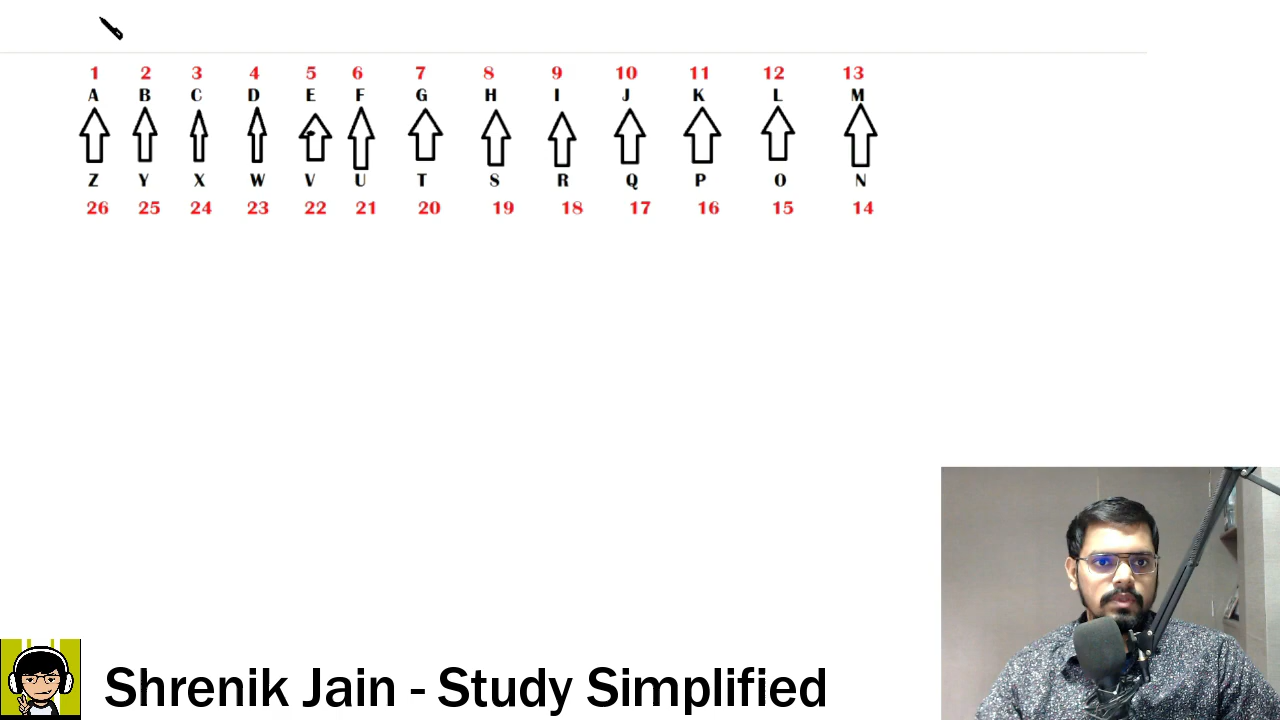 1 2 3 4 5 6 7 8 9 10 11 12 13
A B C D E F G H I J K L M
Z Y X W V U T S R Q P O N
26 25 24 23 22 21 20 19 18 17 16 15 14
Shrenik Jain - Study Simplified